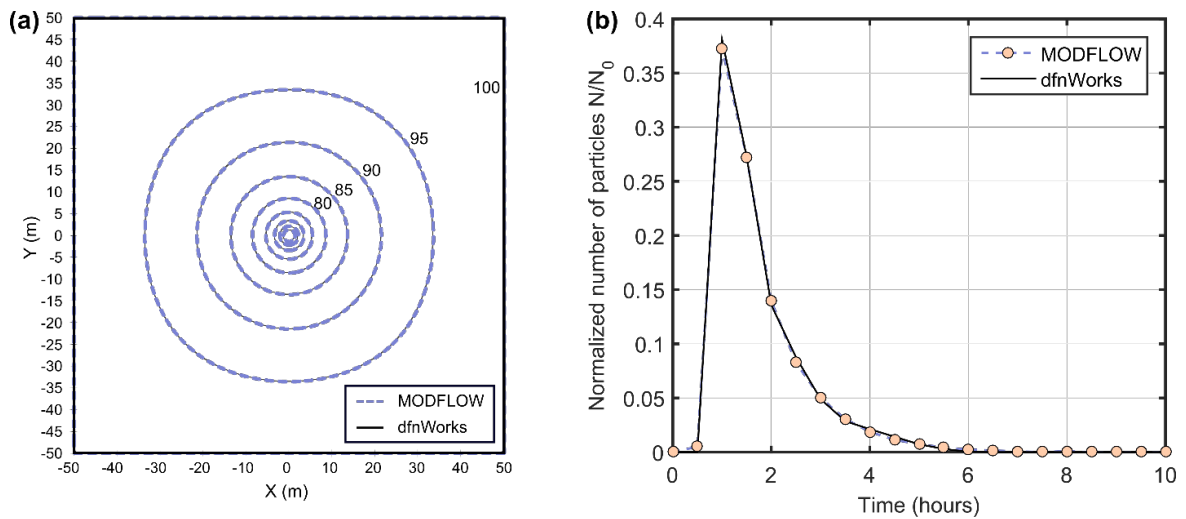 (a)
50
45
40
35
30
25
20
15
10
5
0
-5
-10
-15
-20
-25
-30
-35
-40
45
50
Y (m)
100
95
90
85
80
MODFLOW
dfnWorks
-50 -40 -30 -20 -10 0 10 20 30 40 50
X (m)
(b)
0.4
0.35
0.3
0.25
0.2
0.15
0.1
0.05
0
Normalized number of particles N/N₀
MODFLOW
dfnWorks
0 2 4 6 8 10
Time (hours)